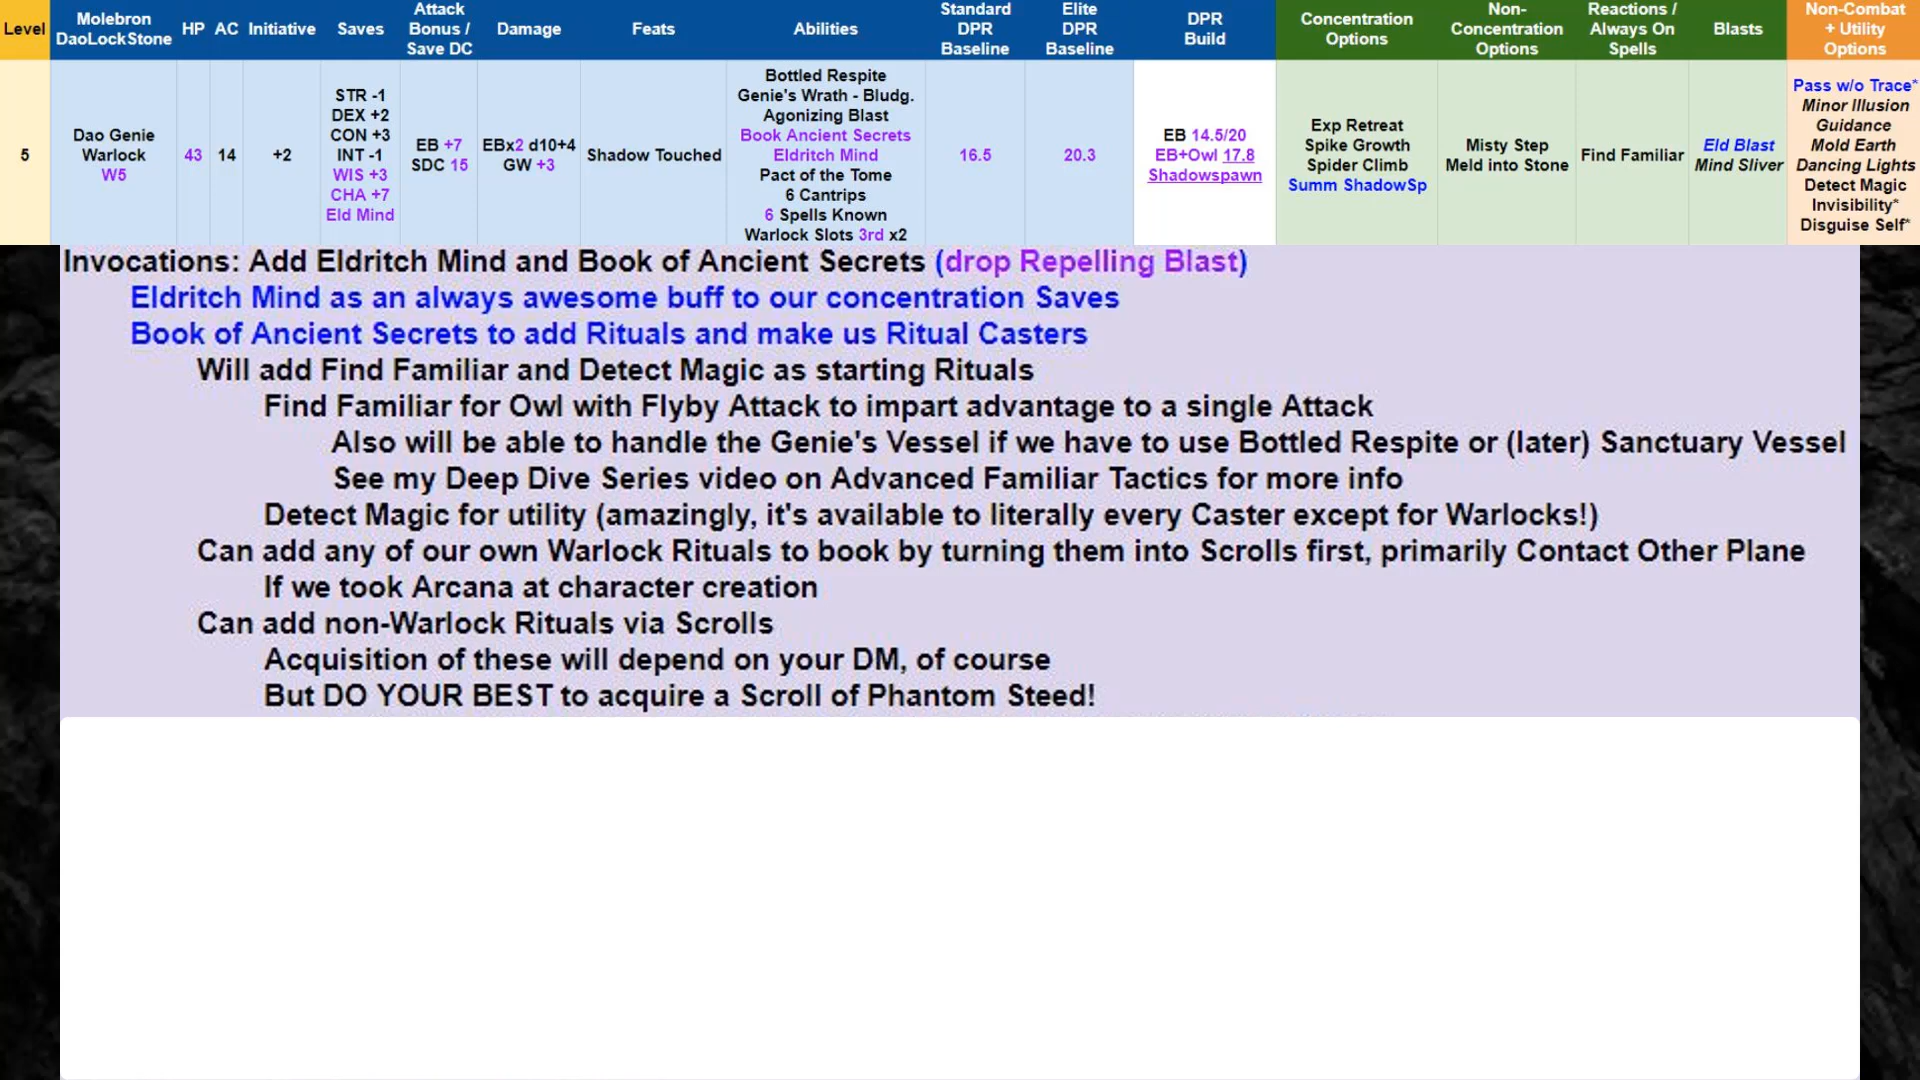 Level
Molebron
DaoLockStone
HP
AC
Initiative
Saves
Attack
Bonus /
Save DC
Damage
Feats
Abilities
Standard
DPR
Baseline
Elite
DPR
Baseline
DPR
Build
Concentration
Options
Non-
Concentration
Options
Reactions /
Always On
Spells
Blasts
Non-Combat
+ Utility
Options
5
Dao Genie
Warlock
W5
43
14
+2
STR -1
DEX +2
CON +3
INT -1
WIS +3
CHA +7
Eld Mind
EB +7
SDC 15
EBx2 d10+4
GW +3
Shadow Touched
Bottled Respite
Genie's Wrath - Bludg.
Agonizing Blast
Book Ancient Secrets
Eldritch Mind
Pact of the Tome
6 Cantrips
6 Spells Known
Warlock Slots 3rd x2
16.5
20.3
EB 14.5/20
EB+Owl 17.8
Shadowspawn
Exp Retreat
Spike Growth
Spider Climb
Summ ShadowSp
Misty Step
Meld into Stone
Find Familiar
Eld Blast
Mind Sliver
Pass w/o Trace*
Minor Illusion
Guidance
Mold Earth
Dancing Lights
Detect Magic
Invisibility*
Disguise Self*
Invocations: Add Eldritch Mind and Book of Ancient Secrets (drop Repelling Blast)
Eldritch Mind as an always awesome buff to our concentration Saves
Book of Ancient Secrets to add Rituals and make us Ritual Casters
Will add Find Familiar and Detect Magic as starting Rituals
Find Familiar for Owl with Flyby Attack to impart advantage to a single Attack
Also will be able to handle the Genie's Vessel if we have to use Bottled Respite or (later) Sanctuary Vessel
See my Deep Dive Series video on Advanced Familiar Tactics for more info
Detect Magic for utility (amazingly, it's available to literally every Caster except for Warlocks!)
Can add any of our own Warlock Rituals to book by turning them into Scrolls first, primarily Contact Other Plane
If we took Arcana at character creation
Can add non-Warlock Rituals via Scrolls
Acquisition of these will depend on your DM, of course
But DO YOUR BEST to acquire a Scroll of Phantom Steed!